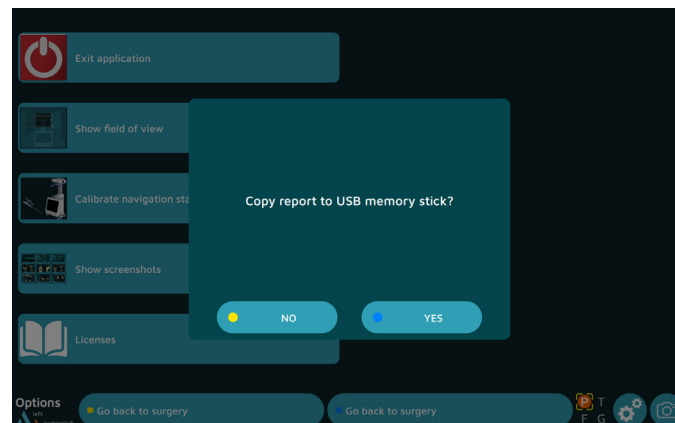 Exit application
Show field of view
Calibrate navigation sta
Copy report to USB memory stick?
Show screenshots
NO
YES
Licenses
Options
left
Go back to surgery
Go back to surgery
P T
F G